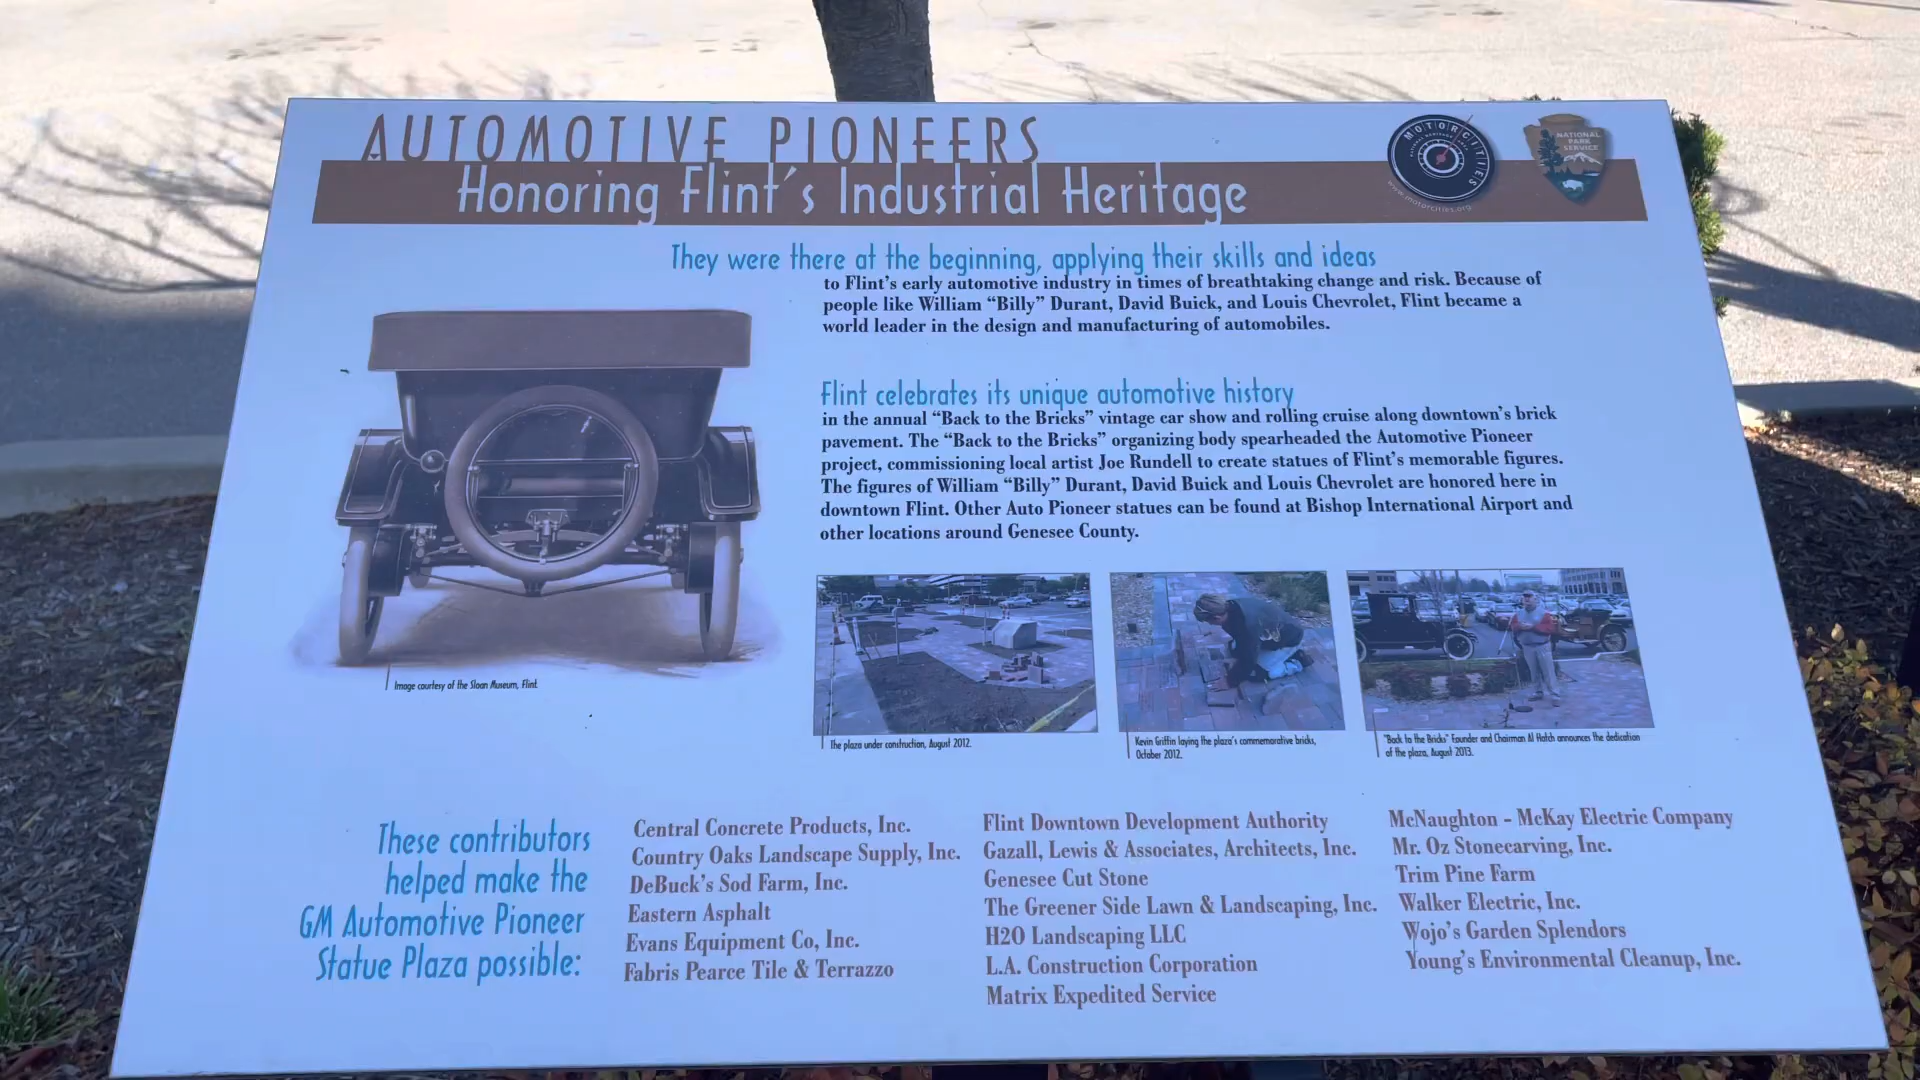 AUTOMOTIVE PIONEERS
Honoring Flint's Industrial Heritage
MOTORCITIES
www.motorcities.org
NATIONAL
PARK
SERVICE
They were there at the beginning, applying their skills and ideas
to Flint's early automotive industry in times of breathtaking change and risk. Because of
people like William “Billy” Durant, David Buick, and Louis Chevrolet, Flint became a
world leader in the design and manufacturing of automobiles.
Flint celebrates its unique automotive history
in the annual “Back to the Bricks” vintage car show and rolling cruise along downtown's brick
pavement. The “Back to the Bricks” organizing body spearheaded the Automotive Pioneer
project, commissioning local artist Joe Rundell to create statues of Flint's memorable figures.
The figures of William “Billy” Durant, David Buick and Louis Chevrolet are honored here in
downtown Flint. Other Auto Pioneer statues can be found at Bishop International Airport and
other locations around Genesee County.
Image courtesy of the Sloan Museum, Flint.
The plaza under construction, August 2012.
Kevin Griffin laying the plaza's commemorative bricks,
October 2012.
"Back to the Bricks" Founder and Chairman Al Hatch announces the dedication
of the plaza, August 2013.
These contributors
helped make the
GM Automotive Pioneer
Statue Plaza possible:
Central Concrete Products, Inc.
Country Oaks Landscape Supply, Inc.
DeBuck's Sod Farm, Inc.
Eastern Asphalt
Evans Equipment Co, Inc.
Fabris Pearce Tile & Terrazzo
Flint Downtown Development Authority
Gazall, Lewis & Associates, Architects, Inc.
Genesee Cut Stone
The Greener Side Lawn & Landscaping, Inc.
H2O Landscaping LLC
L.A. Construction Corporation
Matrix Expedited Service
McNaughton - McKay Electric Company
Mr. Oz Stonecarving, Inc.
Trim Pine Farm
Walker Electric, Inc.
Wojo's Garden Splendors
Young's Environmental Cleanup, Inc.